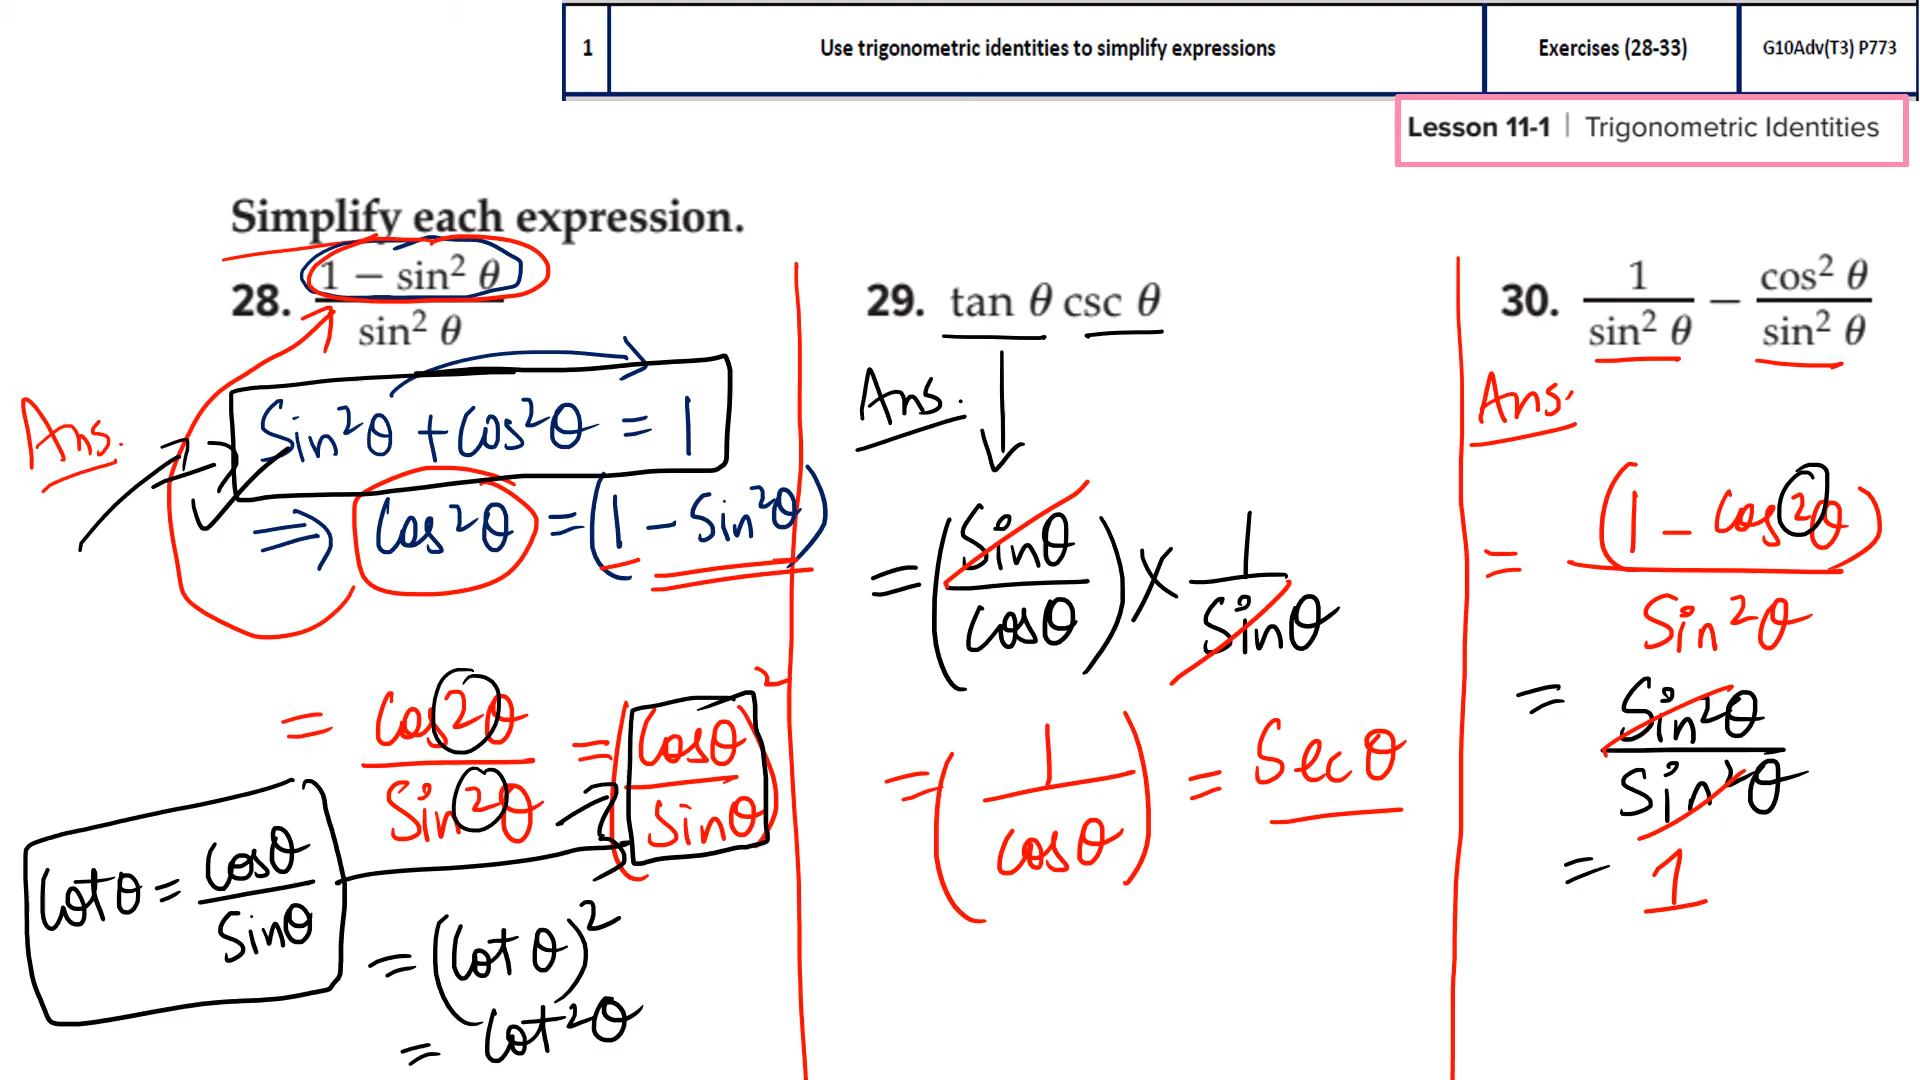 1 Use trigonometric identities to simplify expressions Exercises (28-33) G10Adv(T3) P773
Lesson 11-1 | Trigonometric Identities
Simplify each expression.
28. (1 − sin² θ)/(sin² θ)
Ans.
Sin²θ + Cos²θ = 1
⇒ Cos²θ = (1 − Sin²θ)
= Cos²θ/Sin²θ = (Cosθ/Sinθ)²
Cotθ = Cosθ/Sinθ
= (Cot θ)²
= Cot²θ
29. tan θ csc θ
Ans.
= (Sinθ/Cosθ) × 1/Sinθ
= (1/Cosθ) = Secθ
30. 1/(sin² θ) − (cos² θ)/(sin² θ)
Ans.
= (1 − Cos²θ)/Sin²θ
= Sin²θ/Sin²θ
= 1